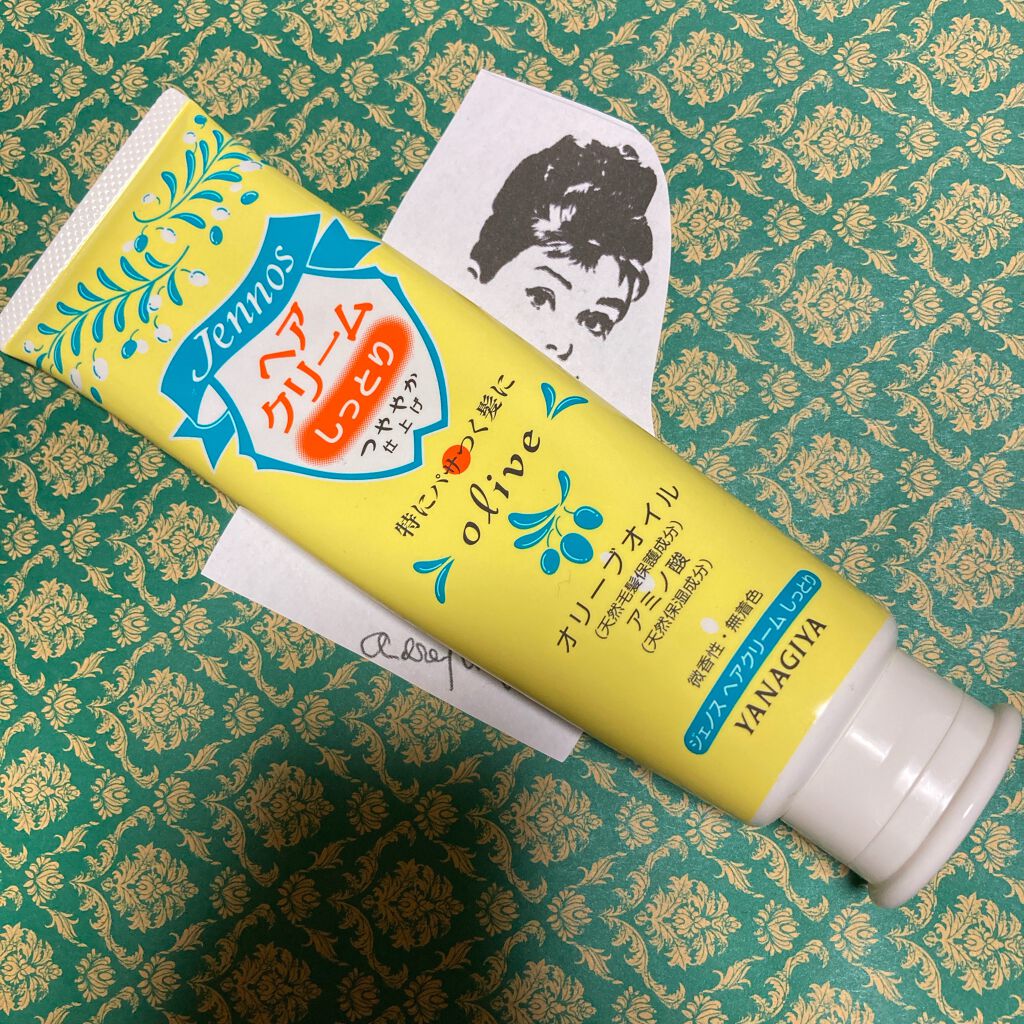 Jennos
ヘア
クリーム
しっとり
つややか
仕上げ
特にパサつく髪に
olive
オリーブオイル
(天然毛髪保護成分)
アミノ酸
(天然保湿成分)
微香性・無着色
ジェノス ヘアクリーム しっとり
YANAGIYA